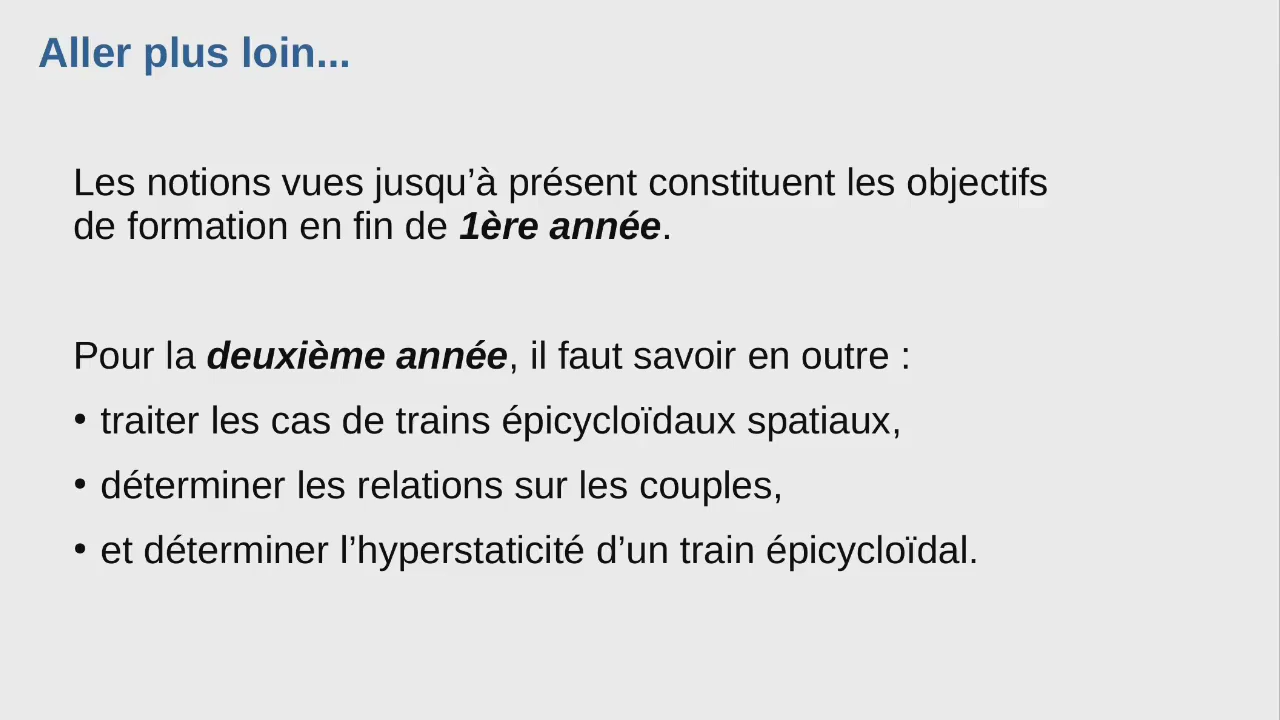 Aller plus loin...
Les notions vues jusqu’à présent constituent les objectifs
de formation en fin de 1ère année.
Pour la deuxième année, il faut savoir en outre :
• traiter les cas de trains épicycloïdaux spatiaux,
• déterminer les relations sur les couples,
• et déterminer l’hyperstaticité d’un train épicycloïdal.